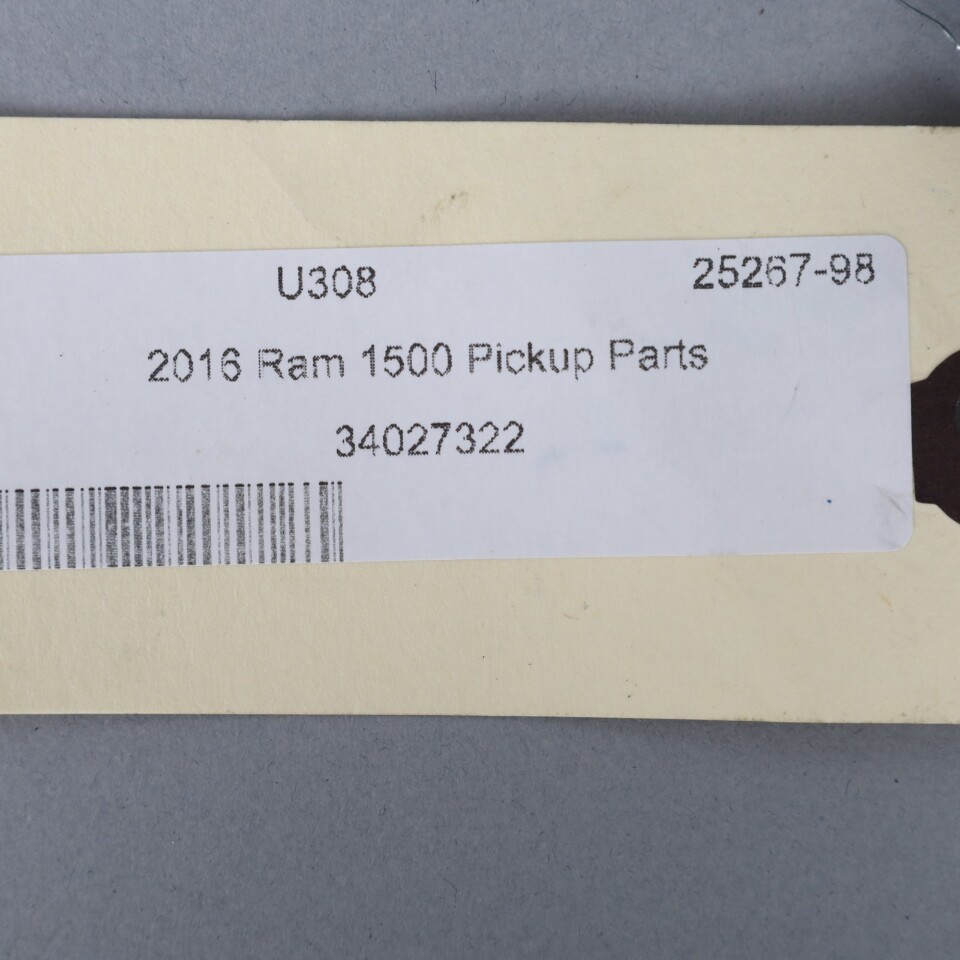 U308 25267-98
2016 Ram 1500 Pickup Parts
34027322